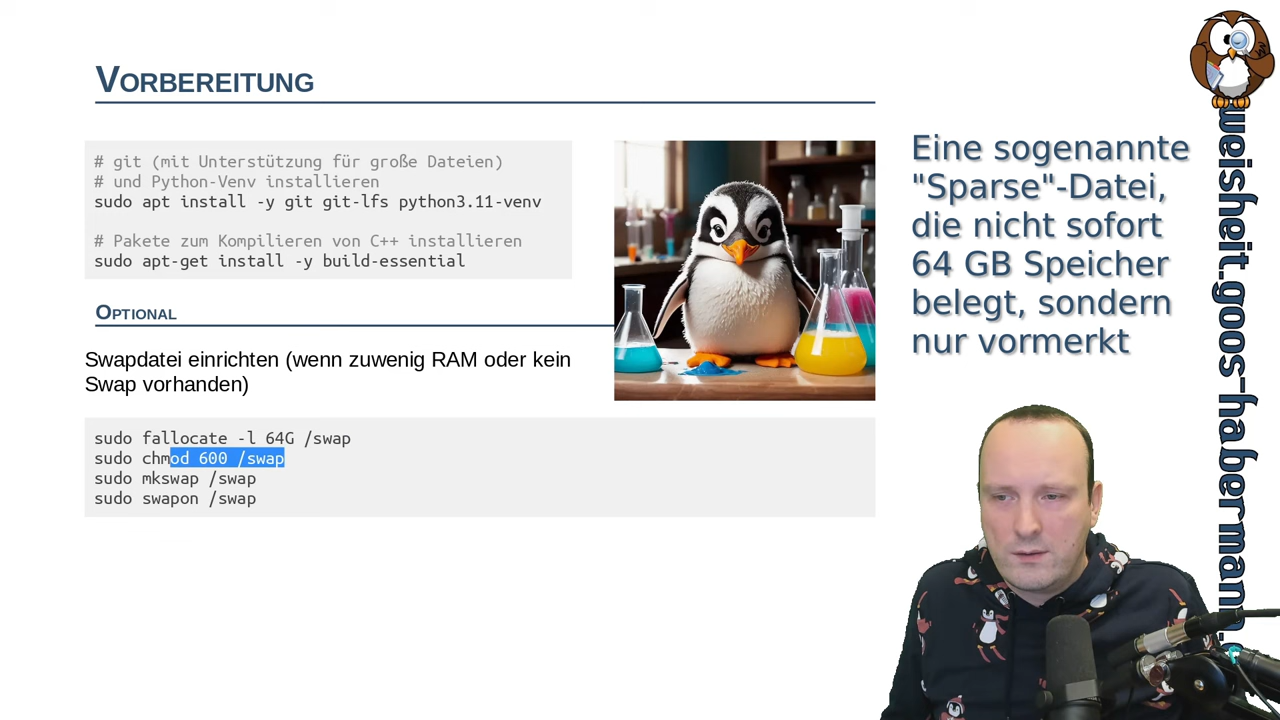 VORBEREITUNG
# git (mit Unterstützung für große Dateien)
# und Python-Venv installieren
sudo apt install -y git git-lfs python3.11-venv
# Pakete zum Kompilieren von C++ installieren
sudo apt-get install -y build-essential
OPTIONAL
Swapdatei einrichten (wenn zuwenig RAM oder kein
Swap vorhanden)
sudo fallocate -l 64G /swap
sudo chmod 600 /swap
sudo mkswap /swap
sudo swapon /swap
Eine sogenannte
"Sparse"-Datei,
die nicht sofort
64 GB Speicher
belegt, sondern
nur vormerkt
weisheit.goos-habermann.